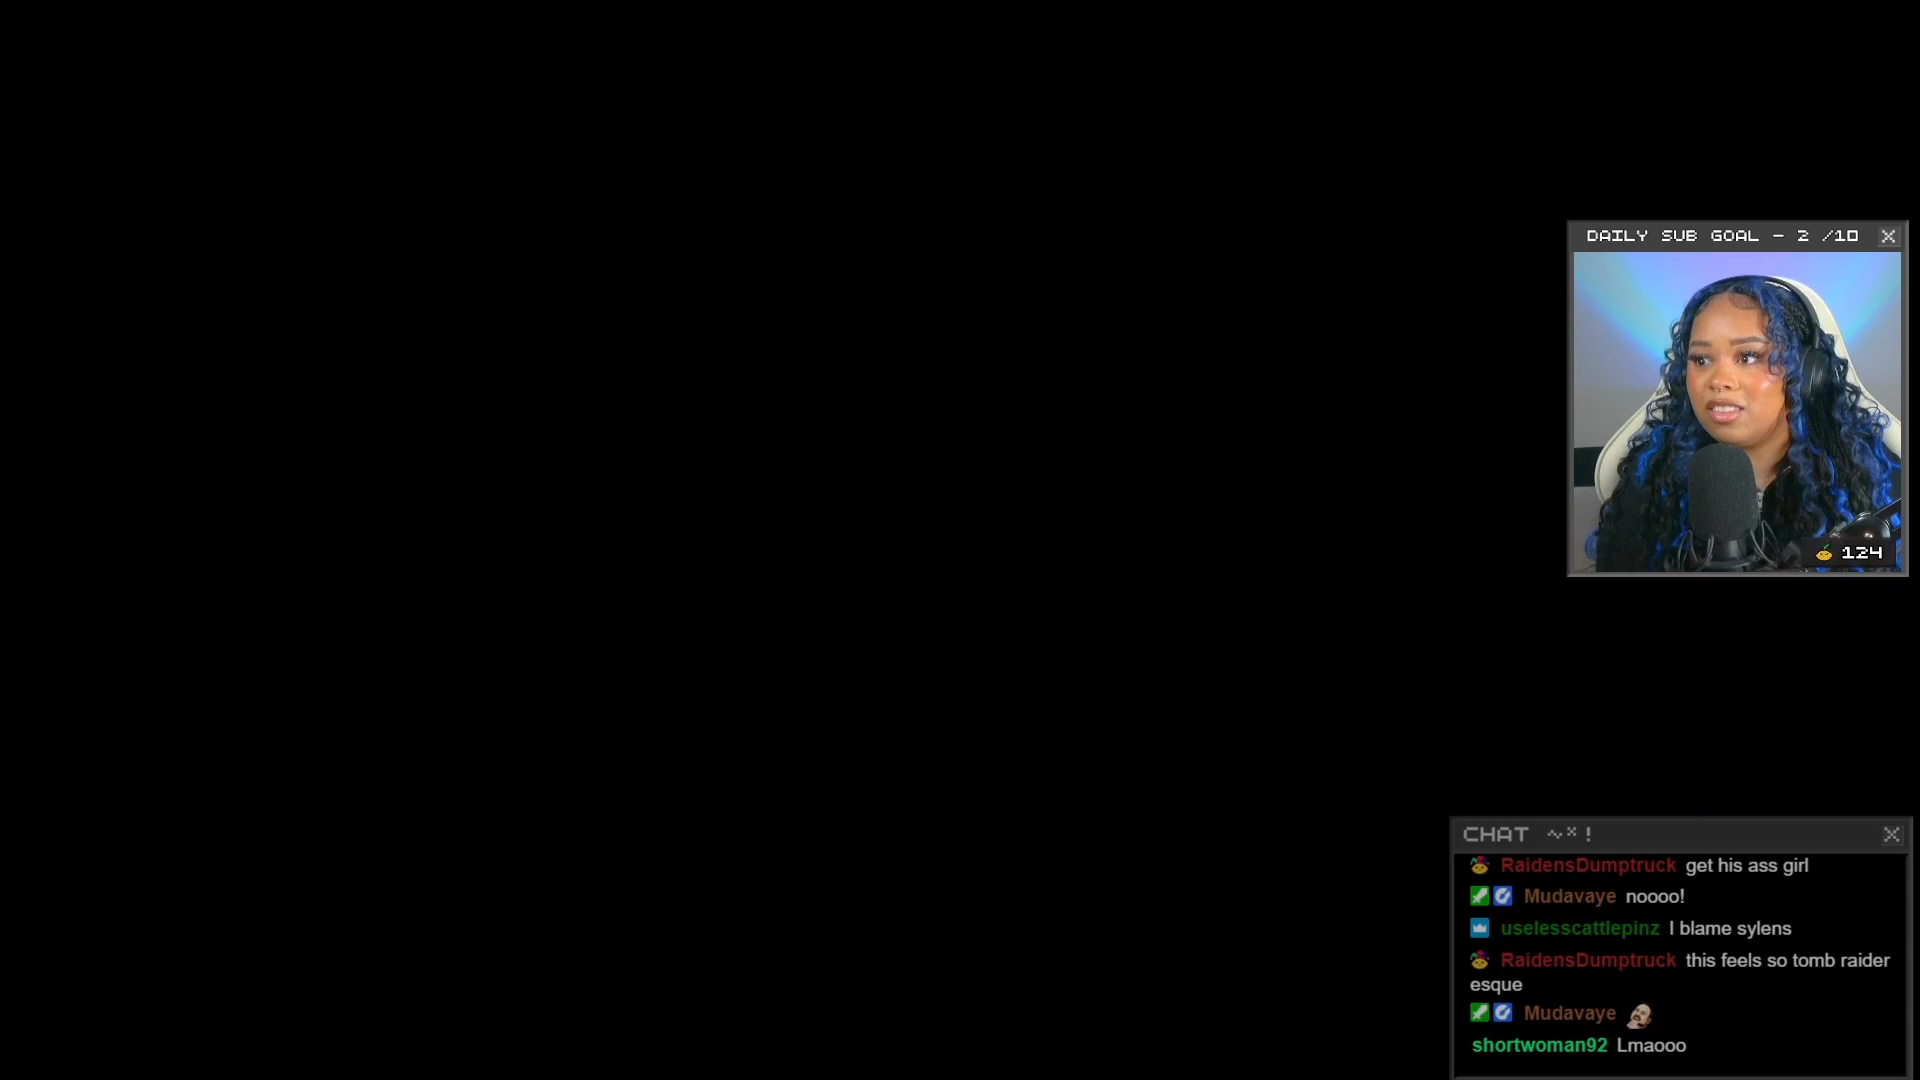 DAILY SUB GOAL - 2 /10
124
CHAT ~*!
RaidensDumptruck get his ass girl
Mudavaye noooo!
uselesscattlepinz I blame sylens
RaidensDumptruck this feels so tomb raider
esque
Mudavaye
shortwoman92 Lmaooo